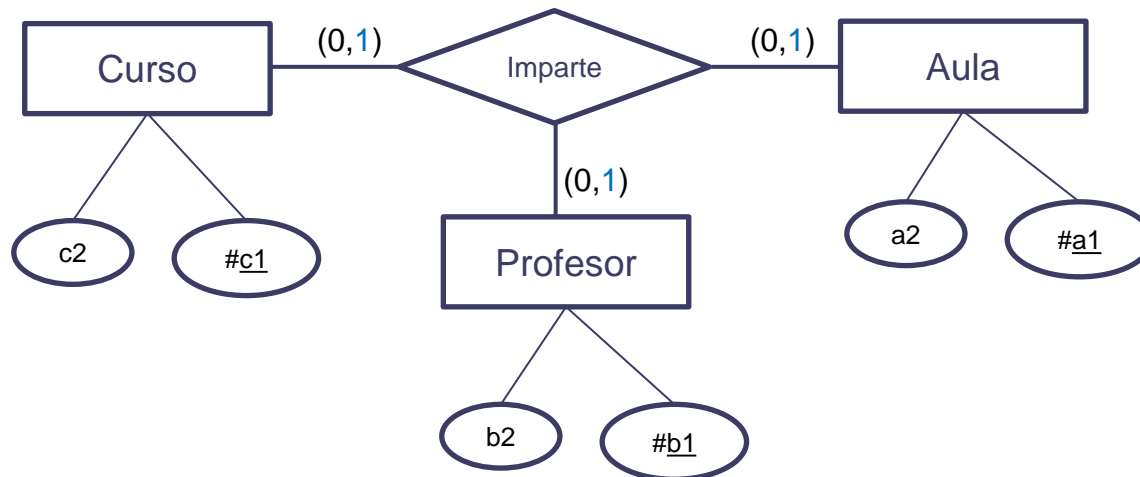 (0,1)
(0,1)
Curso
Imparte
Aula
(0,1)
c2
#c1
a2
#a1
Profesor
b2
#b1